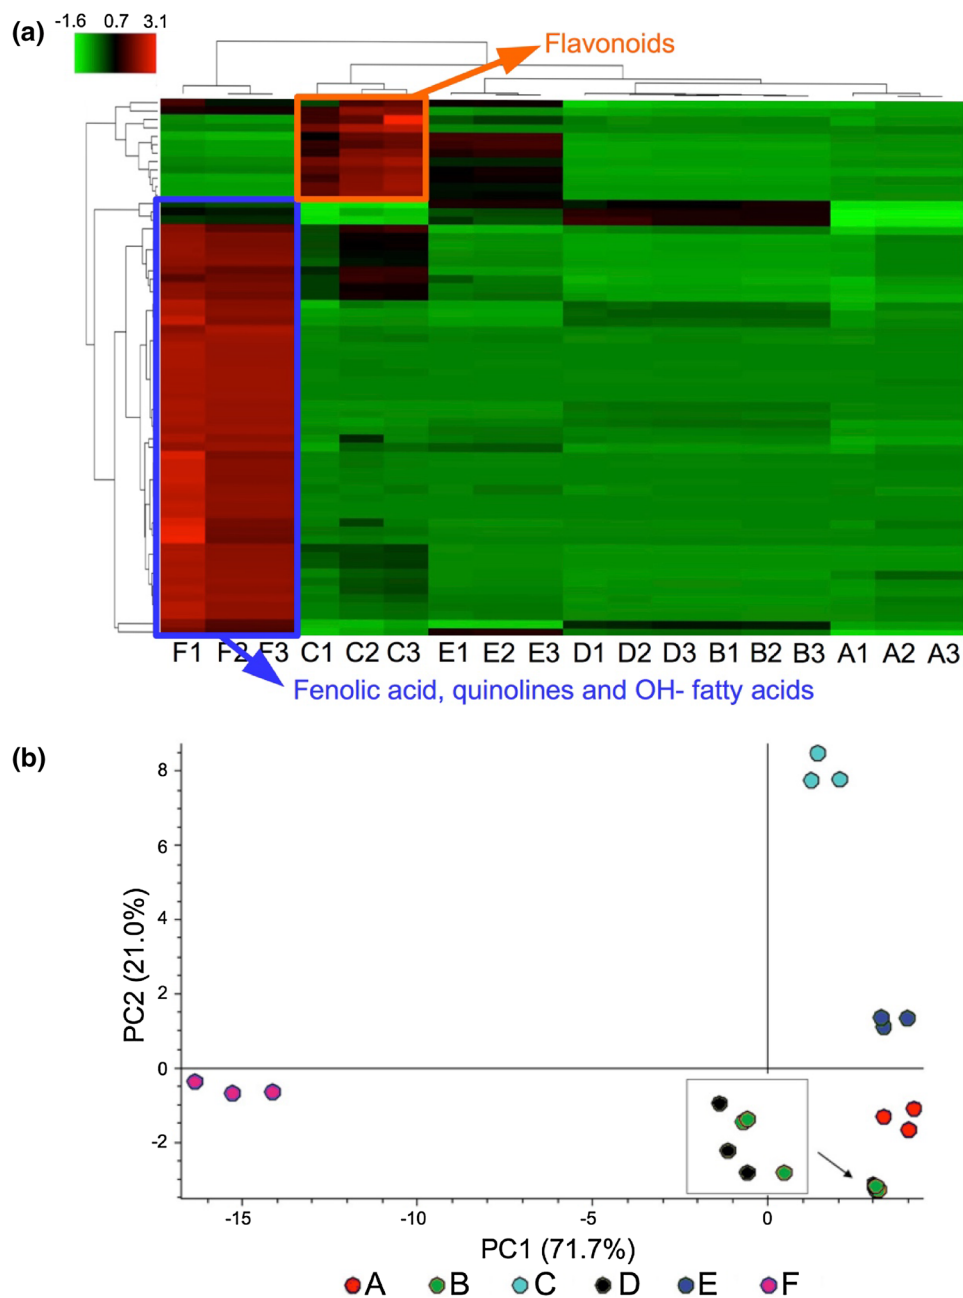 (a)
-1.6 0.7 3.1
Flavonoids
F1 F2 F3 C1 C2 C3 E1 E2 E3 D1 D2 D3 B1 B2 B3 A1 A2 A3
Fenolic acid, quinolines and OH- fatty acids
(b)
8
6
4
2
0
-2
PC2 (21.0%)
-15 -10 -5 0
PC1 (71.7%)
A B C D E F